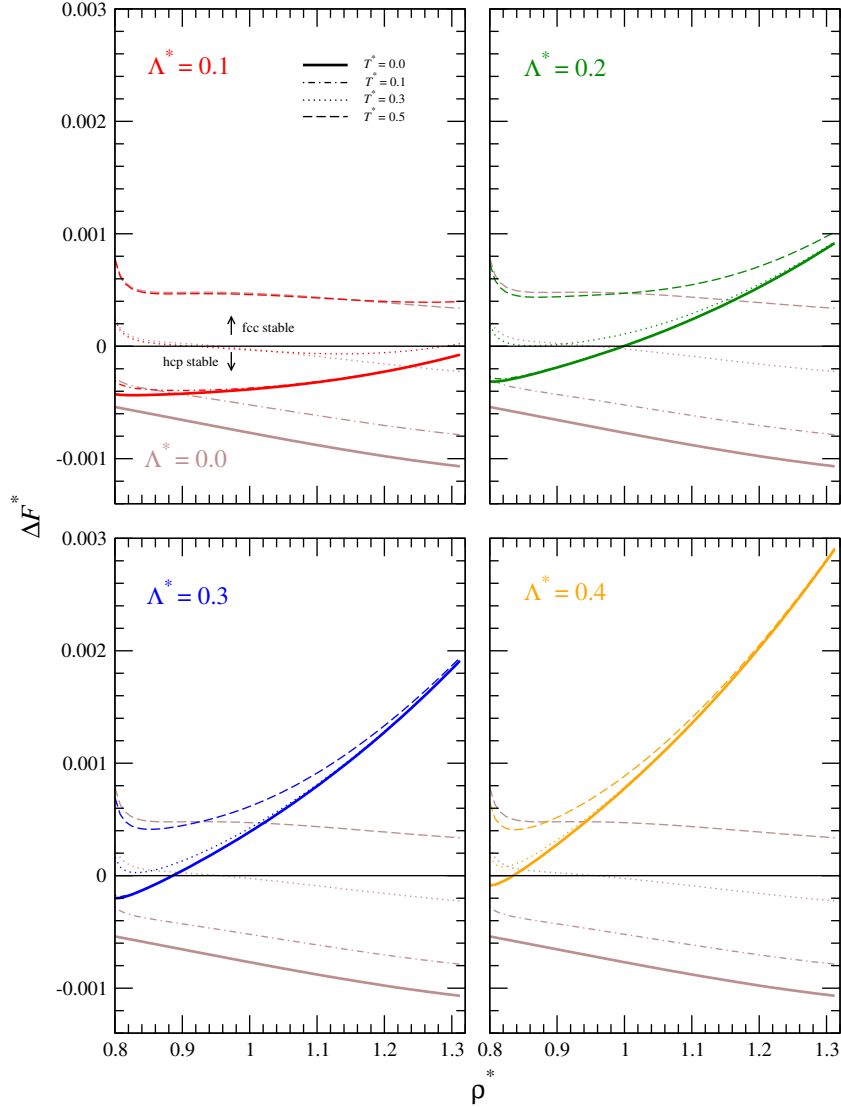 0.003
Λ* = 0.1
T* = 0.0
T* = 0.1
T* = 0.3
T* = 0.5
Λ* = 0.2
0.002
0.001
fcc stable
0
hcp stable
Λ* = 0.0
-0.001
ΔF*
0.003
Λ* = 0.3
Λ* = 0.4
0.002
0.001
0
-0.001
0.8 0.9 1 1.1 1.2 1.3 0.8 0.9 1 1.1 1.2 1.3
ρ*